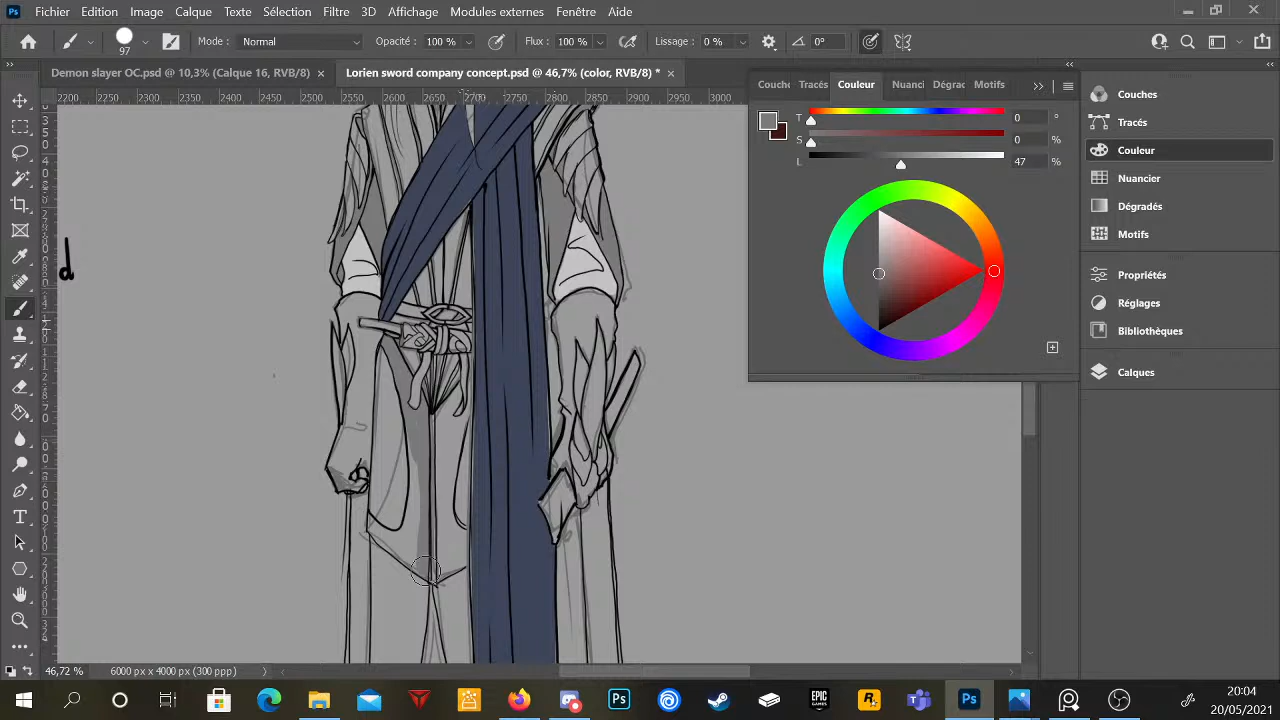 Fichier Edition Image Calque Texte Sélection Filtre 3D Affichage Modules externes Fenêtre Aide
97 Mode : Normal Opacité : 100 % Flux : 100 % Lissage : 0 % 0°
Demon slayer OC.psd @ 10,3% (Calque 16, RVB/8) × Lorien sword company concept.psd @ 46,7% (color, RVB/8) * ×
2200 2250 2300 2350 2400 2450 2500 2550 2600 2650 2700 2750 2800 2850 2900 2950 3000
Couche Tracés Couleur Nuanci Dégrac Motifs
T 0 °
S 0 %
L 47 %
Couches
Tracés
Couleur
Nuancier
Dégradés
Motifs
Propriétés
Réglages
Bibliothèques
Calques
d
46,72 % 6000 px x 4000 px (300 ppp)
20:04
20/05/2021